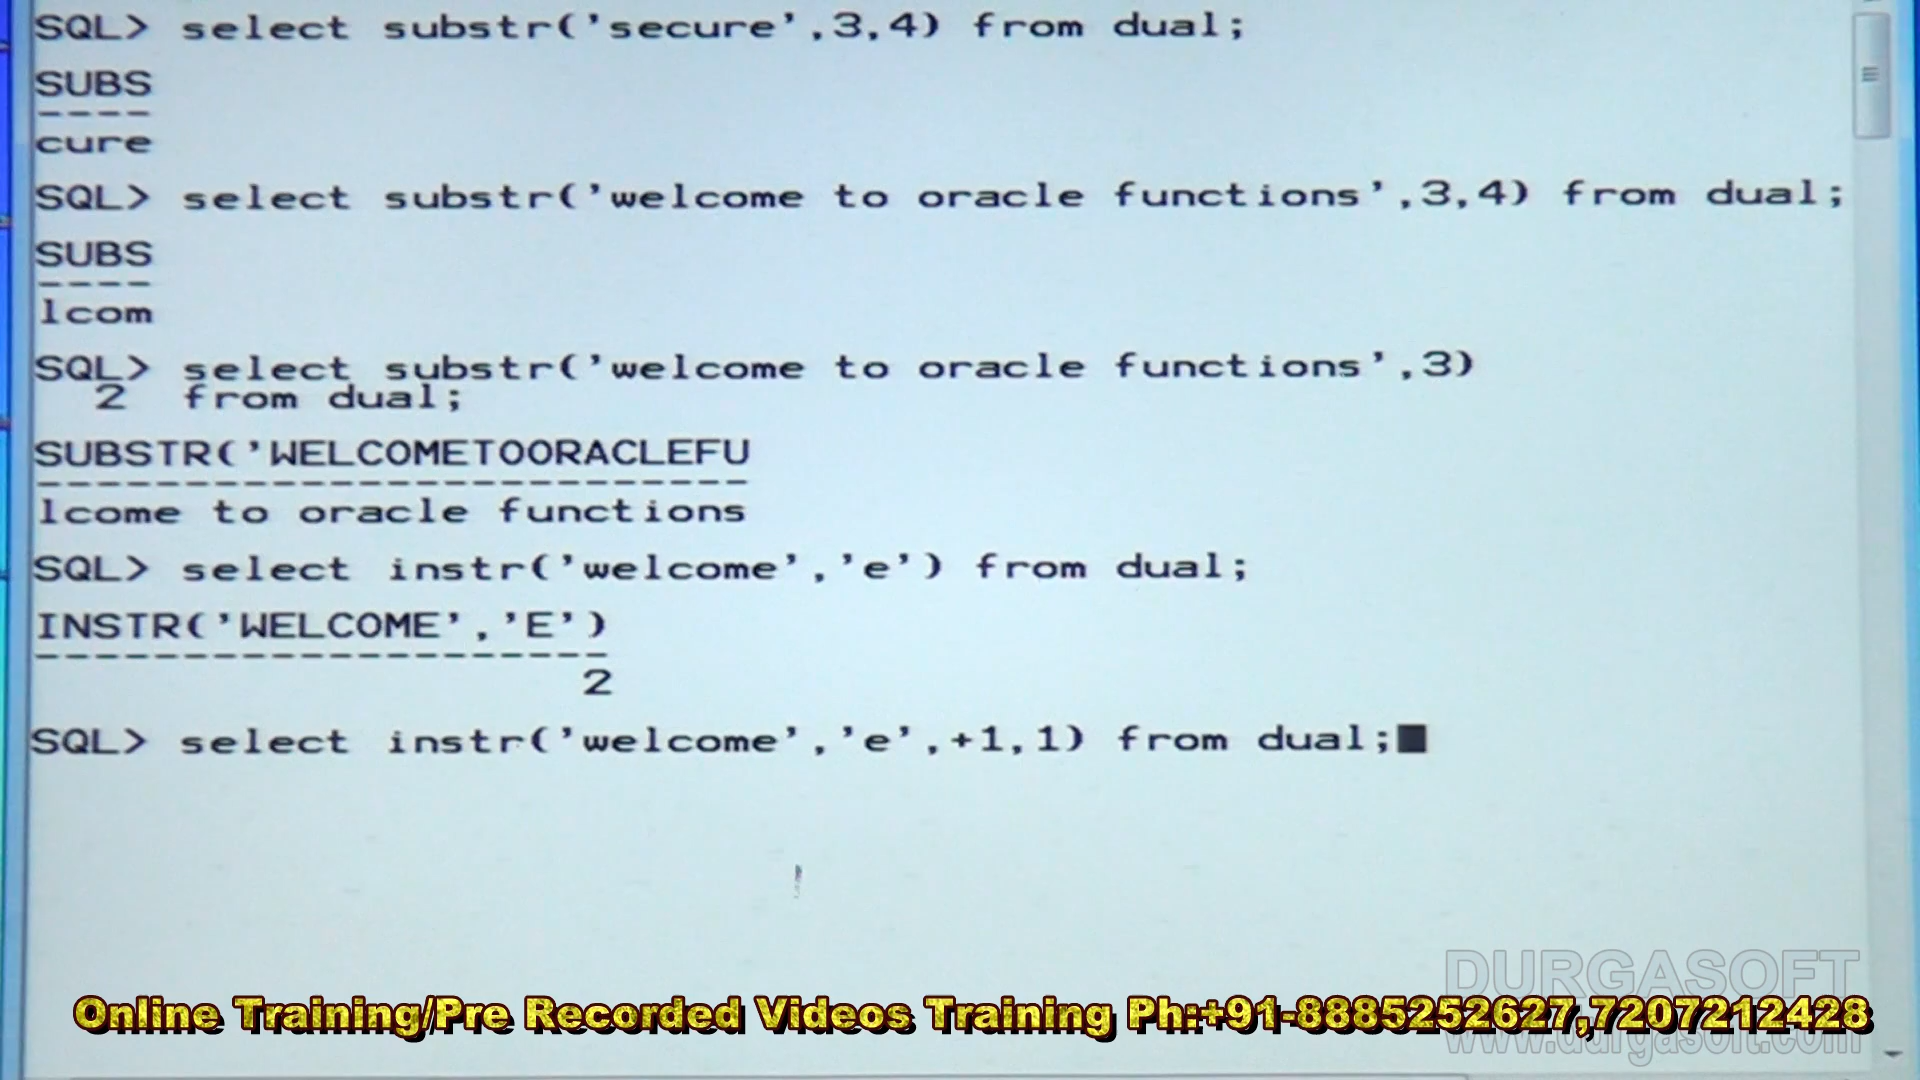 SQL> select substr('secure',3,4) from dual;
SUBS
----
cure
SQL> select substr('welcome to oracle functions',3,4) from dual;
SUBS
----
lcom
SQL> select substr('welcome to oracle functions',3)
2 from dual;
SUBSTR('WELCOMETOORACLEFU
-------------------------
lcome to oracle functions
SQL> select instr('welcome','e') from dual;
INSTR('WELCOME','E')
--------------------
2
SQL> select instr('welcome','e',+1,1) from dual;
DURGASOFT
Online Training/Pre Recorded Videos Training Ph:+91-8885252627,7207212428
www.durgasoft.com